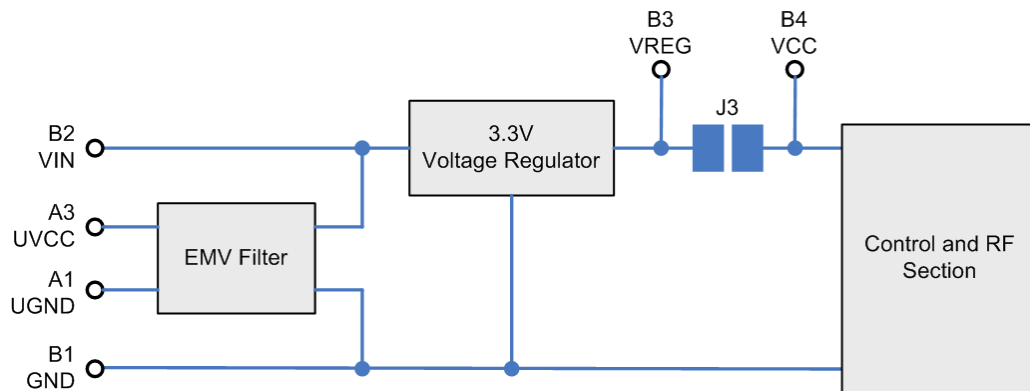 B3
VREG
B4
VCC
J3
B2
VIN
3.3V
Voltage Regulator
A3
UVCC
EMV Filter
A1
UGND
Control and RF
Section
B1
GND